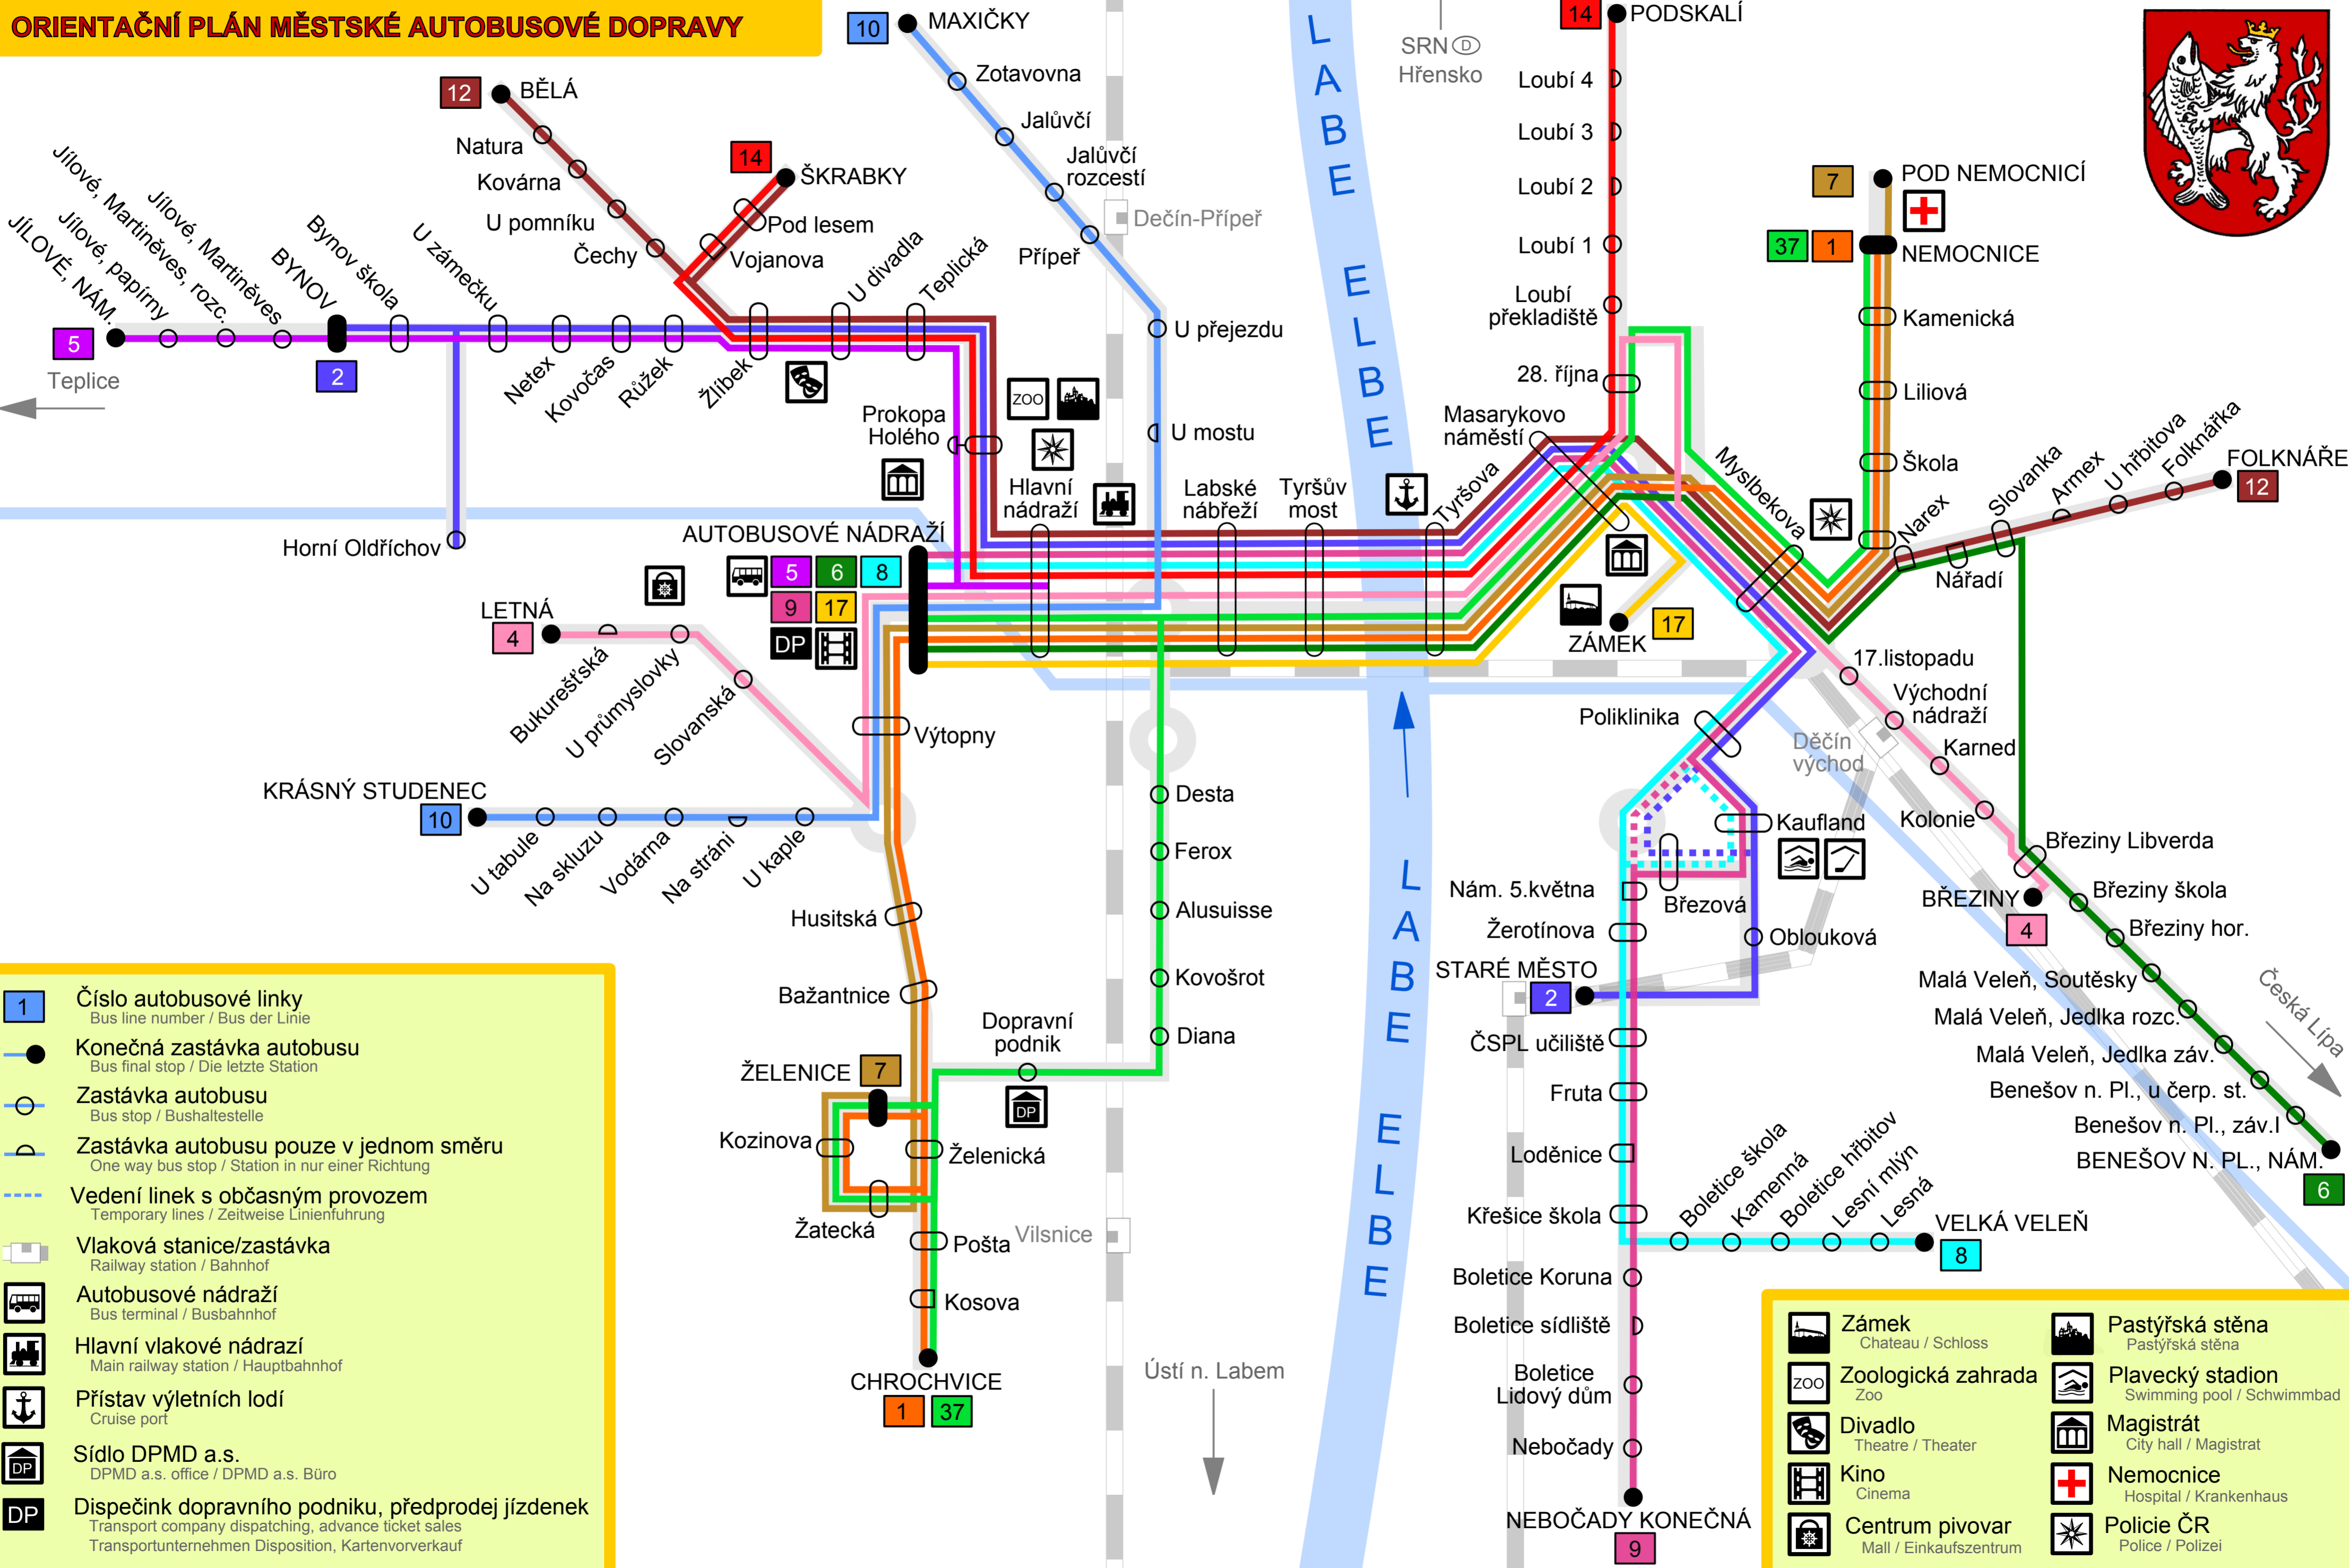 ORIENTAČNÍ PLÁN MĚSTSKÉ AUTOBUSOVÉ DOPRAVY
12
BĚLÁ
Natura
Kovárna
U pomníku
Čechy
14
ŠKRABKY
Pod lesem
Vojanova
10
MAXIČKY
Zotavovna
Jalůvčí
Jalůvčí
rozcestí
Přípeř
Dečín-Přípeř
U přejezdu
U mostu
JÍLOVÉ, NÁM.
Jílové, papírny
Jílové, Martiněves, rozc.
Jílové, Martiněves
BYNOV
Bynov škola
U zámečku
Netex
Kovočas
Růžek
Žlíbek
U divadla
Teplická
5
Teplice
2
Horní Oldříchov
Prokopa
Holého
ZOO
Hlavní
nádraží
AUTOBUSOVÉ NÁDRAŽÍ
5
6
8
9
17
DP
Labské
nábřeží
Tyršův
most
Tyršova
LABE ELBE LABE ELBE
SRN D
Hřensko
14
PODSKALÍ
Loubí 4
Loubí 3
Loubí 2
Loubí 1
Loubí
překladiště
28. října
Masarykovo
náměstí
7
POD NEMOCNICÍ
37
1
NEMOCNICE
Kamenická
Liliová
Škola
Myslbekova
Narex
Nářadí
Slovanka
Armex
U hřbitova
Folknářka
FOLKNÁŘE
12
ZÁMEK
17
LETNÁ
4
Bukurešťská
U průmyslovky
Slovanská
Výtopny
KRÁSNÝ STUDENEC
10
U tabule
Na skluzu
Vodárna
Na stráni
U kaple
Husitská
Bažantnice
ŽELENICE
7
Kozinova
Želenická
Žatecká
Pošta
Kosova
CHROCHVICE
1
37
Desta
Ferox
Alusuisse
Kovošrot
Diana
Dopravní
podnik
DP
Vilsnice
Ústí n. Labem
17.listopadu
Východní
nádraží
Karned
Kolonie
Děčín
východ
Březiny Libverda
BŘEZINY
4
Březiny škola
Březiny hor.
Malá Veleň, Soutěsky
Malá Veleň, Jedlka rozc.
Malá Veleň, Jedlka záv.
Benešov n. Pl., u čerp. st.
Benešov n. Pl., záv.I
BENEŠOV N. PL., NÁM.
6
Česká Lípa
Poliklinika
Kaufland
Březová
Oblouková
Nám. 5.května
Žerotínova
STARÉ MĚSTO
2
ČSPL učiliště
Fruta
Loděnice
Křešice škola
Boletice škola
Kamenná
Boletice hřbitov
Lesní mlýn
Lesná
VELKÁ VELEŇ
8
Boletice Koruna
Boletice sídliště
Boletice
Lidový dům
Nebočady
NEBOČADY KONEČNÁ
9
1
Číslo autobusové linky
Bus line number / Bus der Linie
Konečná zastávka autobusu
Bus final stop / Die letzte Station
Zastávka autobusu
Bus stop / Bushaltestelle
Zastávka autobusu pouze v jednom směru
One way bus stop / Station in nur einer Richtung
Vedení linek s občasným provozem
Temporary lines / Zeitweise Linienfuhrung
Vlaková stanice/zastávka
Railway station / Bahnhof
Autobusové nádraží
Bus terminal / Busbahnhof
Hlavní vlakové nádrazí
Main railway station / Hauptbahnhof
Přístav výletních lodí
Cruise port
DP
Sídlo DPMD a.s.
DPMD a.s. office / DPMD a.s. Büro
DP
Dispečink dopravního podniku, předprodej jízdenek
Transport company dispatching, advance ticket sales
Transportunternehmen Disposition, Kartenvorverkauf
Zámek
Chateau / Schloss
ZOO
Zoologická zahrada
Zoo
Divadlo
Theatre / Theater
Kino
Cinema
Centrum pivovar
Mall / Einkaufszentrum
Pastýřská stěna
Pastýřská stěna
Plavecký stadion
Swimming pool / Schwimmbad
Magistrát
City hall / Magistrat
Nemocnice
Hospital / Krankenhaus
Policie ČR
Police / Polizei